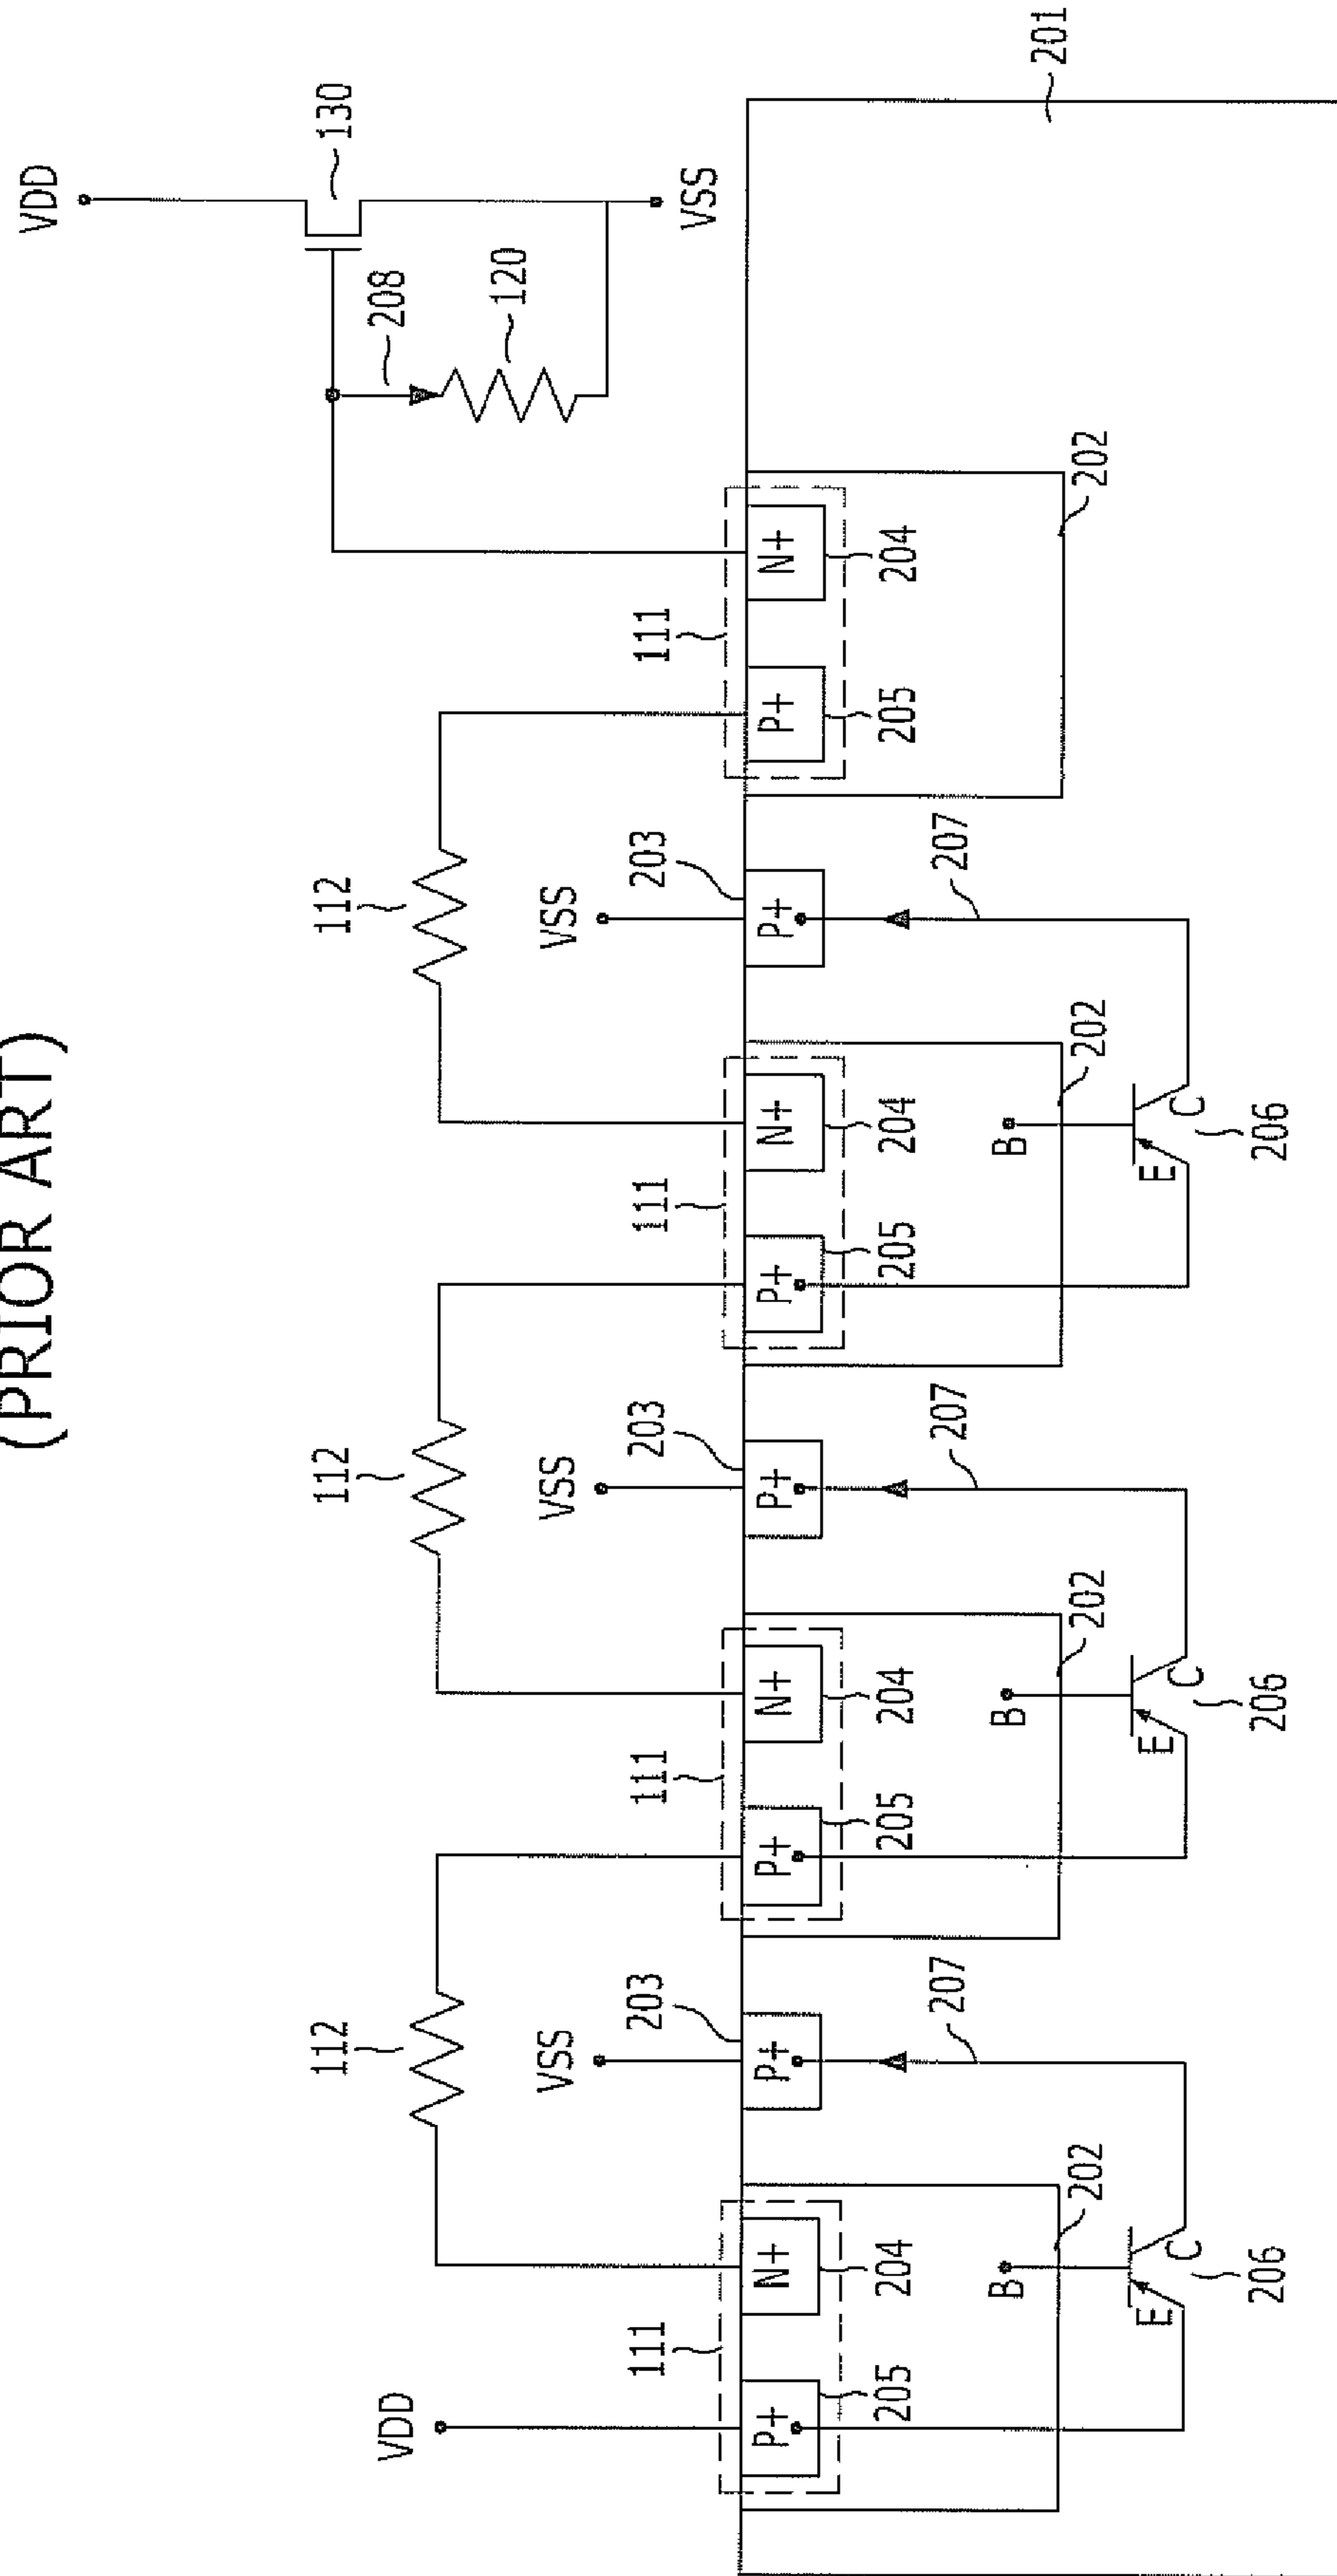 (PRIOR ART)
VDD
112
112
112
130
VDD
208
120
VSS
VSS
VSS
VSS
111
203
111
203
111
203
111
P+
N+
P+
P+
N+
P+
P+
N+
P+
P+
N+
205
204
205
204
205
204
205
204
207
207
207
B
B
B
202
202
202
202
201
E
C
E
C
E
C
206
206
206